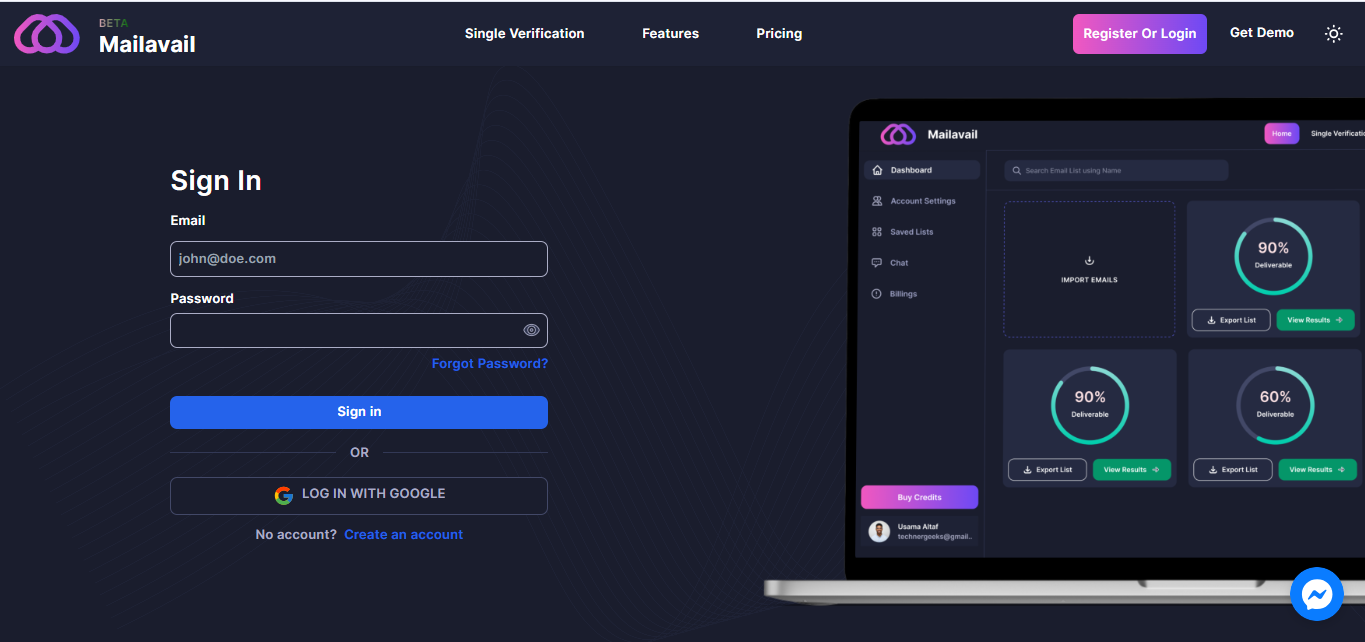 BETA
Mailavail
Single Verification
Features
Pricing
Register Or Login
Get Demo
Sign In
Email
john@doe.com
Password
Forgot Password?
Sign in
OR
LOG IN WITH GOOGLE
No account? Create an account
Mailavail
Home
Single Verificatio
Dashboard
Account Settings
Saved Lists
Chat
Billings
Search Email List using Name
IMPORT EMAILS
90%
Deliverable
Export List
View Results
90%
Deliverable
Export List
View Results
60%
Deliverable
Export List
View Results
Buy Credits
Usama Altaf
technergeeks@gmail..